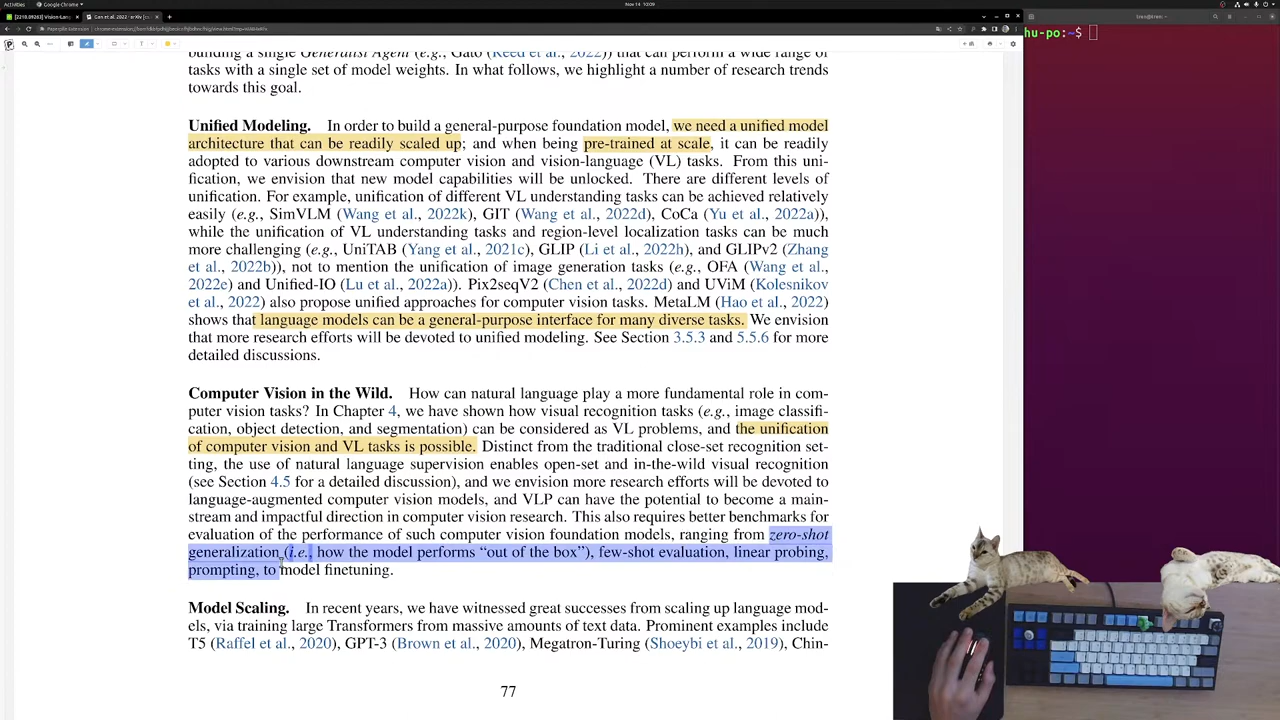 Activities
Google Chrome
Nov 14 10:09
building a single Generalist Agent (e.g., Gato (Reed et al., 2022)) that can perform a wide range of
tasks with a single set of model weights. In what follows, we highlight a number of research trends
towards this goal.
Unified Modeling. In order to build a general-purpose foundation model, we need a unified model
architecture that can be readily scaled up; and when being pre-trained at scale, it can be readily
adopted to various downstream computer vision and vision-language (VL) tasks. From this uni-
fication, we envision that new model capabilities will be unlocked. There are different levels of
unification. For example, unification of different VL understanding tasks can be achieved relatively
easily (e.g., SimVLM (Wang et al., 2022k), GIT (Wang et al., 2022d), CoCa (Yu et al., 2022a)),
while the unification of VL understanding tasks and region-level localization tasks can be much
more challenging (e.g., UniTAB (Yang et al., 2021c), GLIP (Li et al., 2022h), and GLIPv2 (Zhang
et al., 2022b)), not to mention the unification of image generation tasks (e.g., OFA (Wang et al.,
2022e) and Unified-IO (Lu et al., 2022a). Pix2seqV2 (Chen et al., 2022d) and UViM (Kolesnikov
et al., 2022) also propose unified approaches for computer vision tasks. MetaLM (Hao et al., 2022)
shows that language models can be a general-purpose interface for many diverse tasks. We envision
that more research efforts will be devoted to unified modeling. See Section 3.5.3 and 5.5.6 for more
detailed discussions.
Computer Vision in the Wild. How can natural language play a more fundamental role in com-
puter vision tasks? In Chapter 4, we have shown how visual recognition tasks (e.g., image classifi-
cation, object detection, and segmentation) can be considered as VL problems, and the unification
of computer vision and VL tasks is possible. Distinct from the traditional close-set recognition set-
ting, the use of natural language supervision enables open-set and in-the-wild visual recognition
(see Section 4.5 for a detailed discussion), and we envision more research efforts will be devoted to
language-augmented computer vision models, and VLP can have the potential to become a main-
stream and impactful direction in computer vision research. This also requires better benchmarks for
evaluation of the performance of such computer vision foundation models, ranging from zero-shot
generalization (i.e., how the model performs “out of the box”), few-shot evaluation, linear probing,
prompting, to model finetuning.
Model Scaling. In recent years, we have witnessed great successes from scaling up language mod-
els, via training large Transformers from massive amounts of text data. Prominent examples include
T5 (Raffel et al., 2020), GPT-3 (Brown et al., 2020), Megatron-Turing (Shoeybi et al., 2019), Chin-
77
hu-po:~$